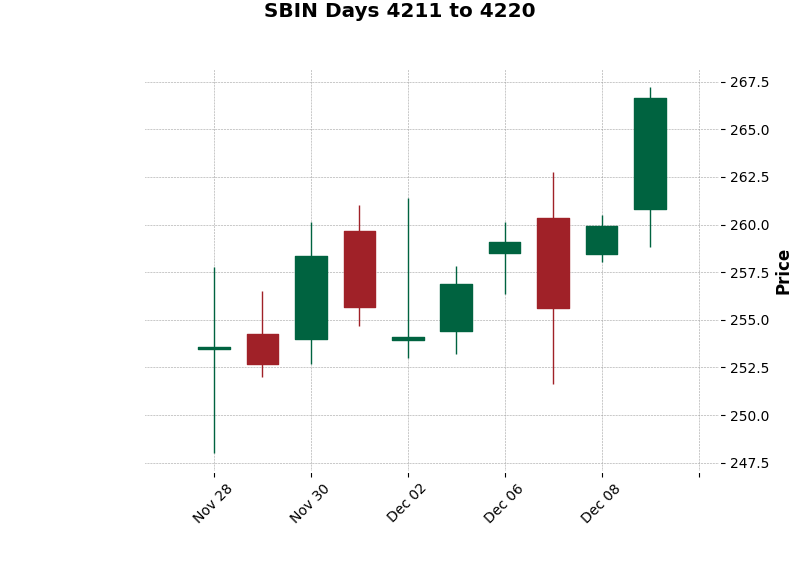 SBIN Days 4211 to 4220
267.5
265.0
262.5
260.0
257.5
255.0
252.5
250.0
247.5
Price
Nov 28
Nov 30
Dec 02
Dec 06
Dec 08